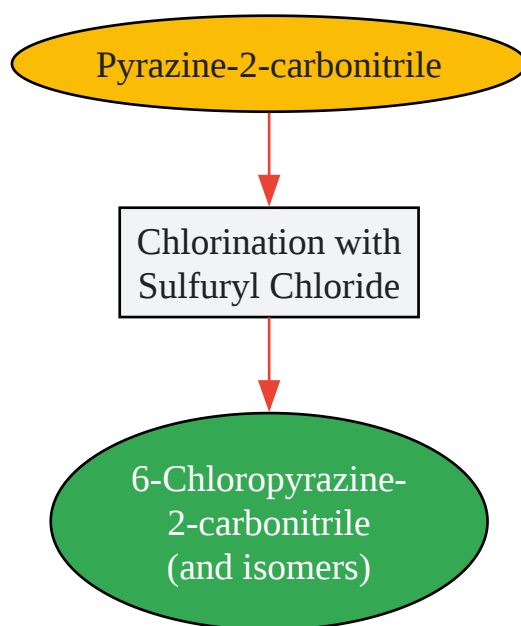 Pyrazine-2-carbonitrile
Chlorination with
Sulfuryl Chloride
6-Chloropyrazine-
2-carbonitrile
(and isomers)